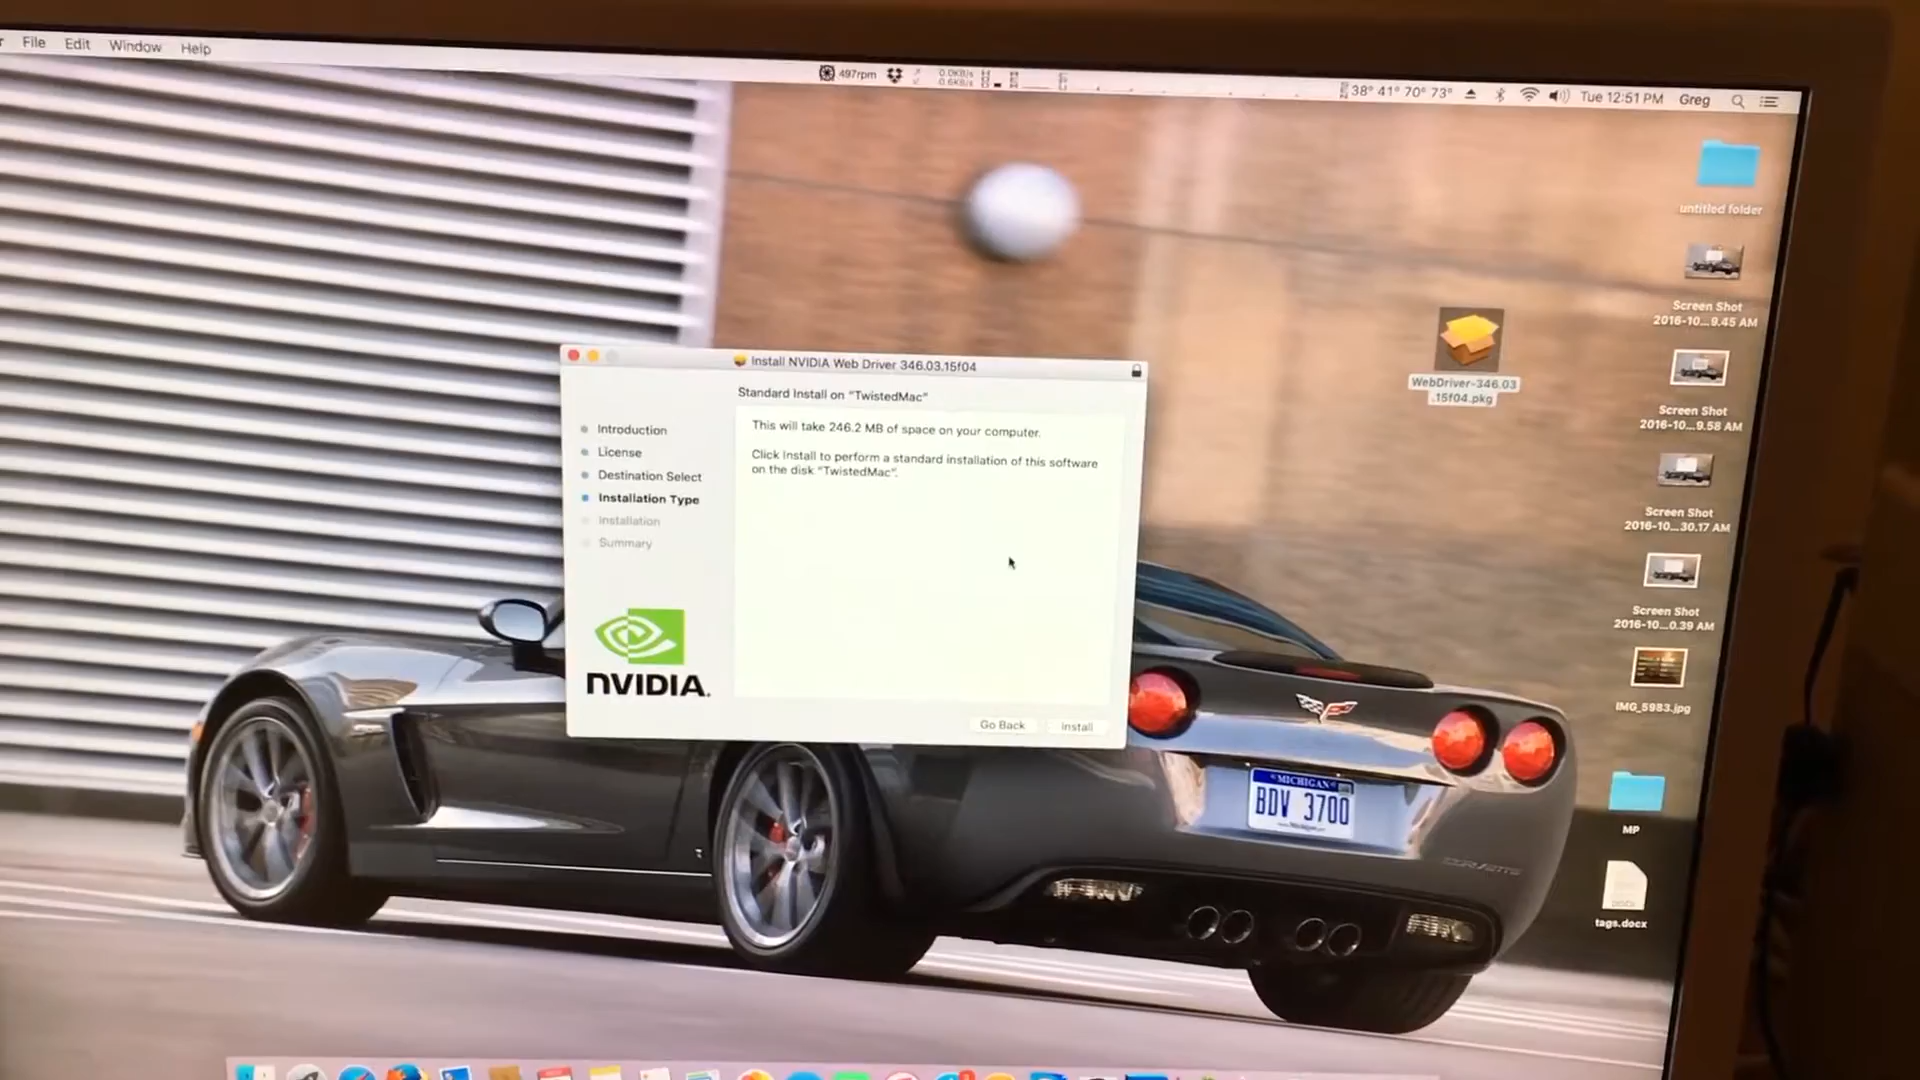 File Edit Window Help
497rpm 0.0KB/s
0.6KB/s
38° 41° 70° 73° Tue 12:51 PM Greg
untitled folder
Screen Shot
2016-10...9.45 AM
Screen Shot
2016-10...9.58 AM
Screen Shot
2016-10...30.17 AM
Screen Shot
2016-10...0.39 AM
IMG_5983.jpg
MP
tags.docx
WebDriver-346.03
.15f04.pkg
Install NVIDIA Web Driver 346.03.15f04
Standard Install on "TwistedMac"
Introduction
License
Destination Select
Installation Type
Installation
Summary
This will take 246.2 MB of space on your computer.
Click Install to perform a standard installation of this software
on the disk "TwistedMac".
NVIDIA.
Go Back Install
MICHIGAN
BDV 3700
CORVETTE